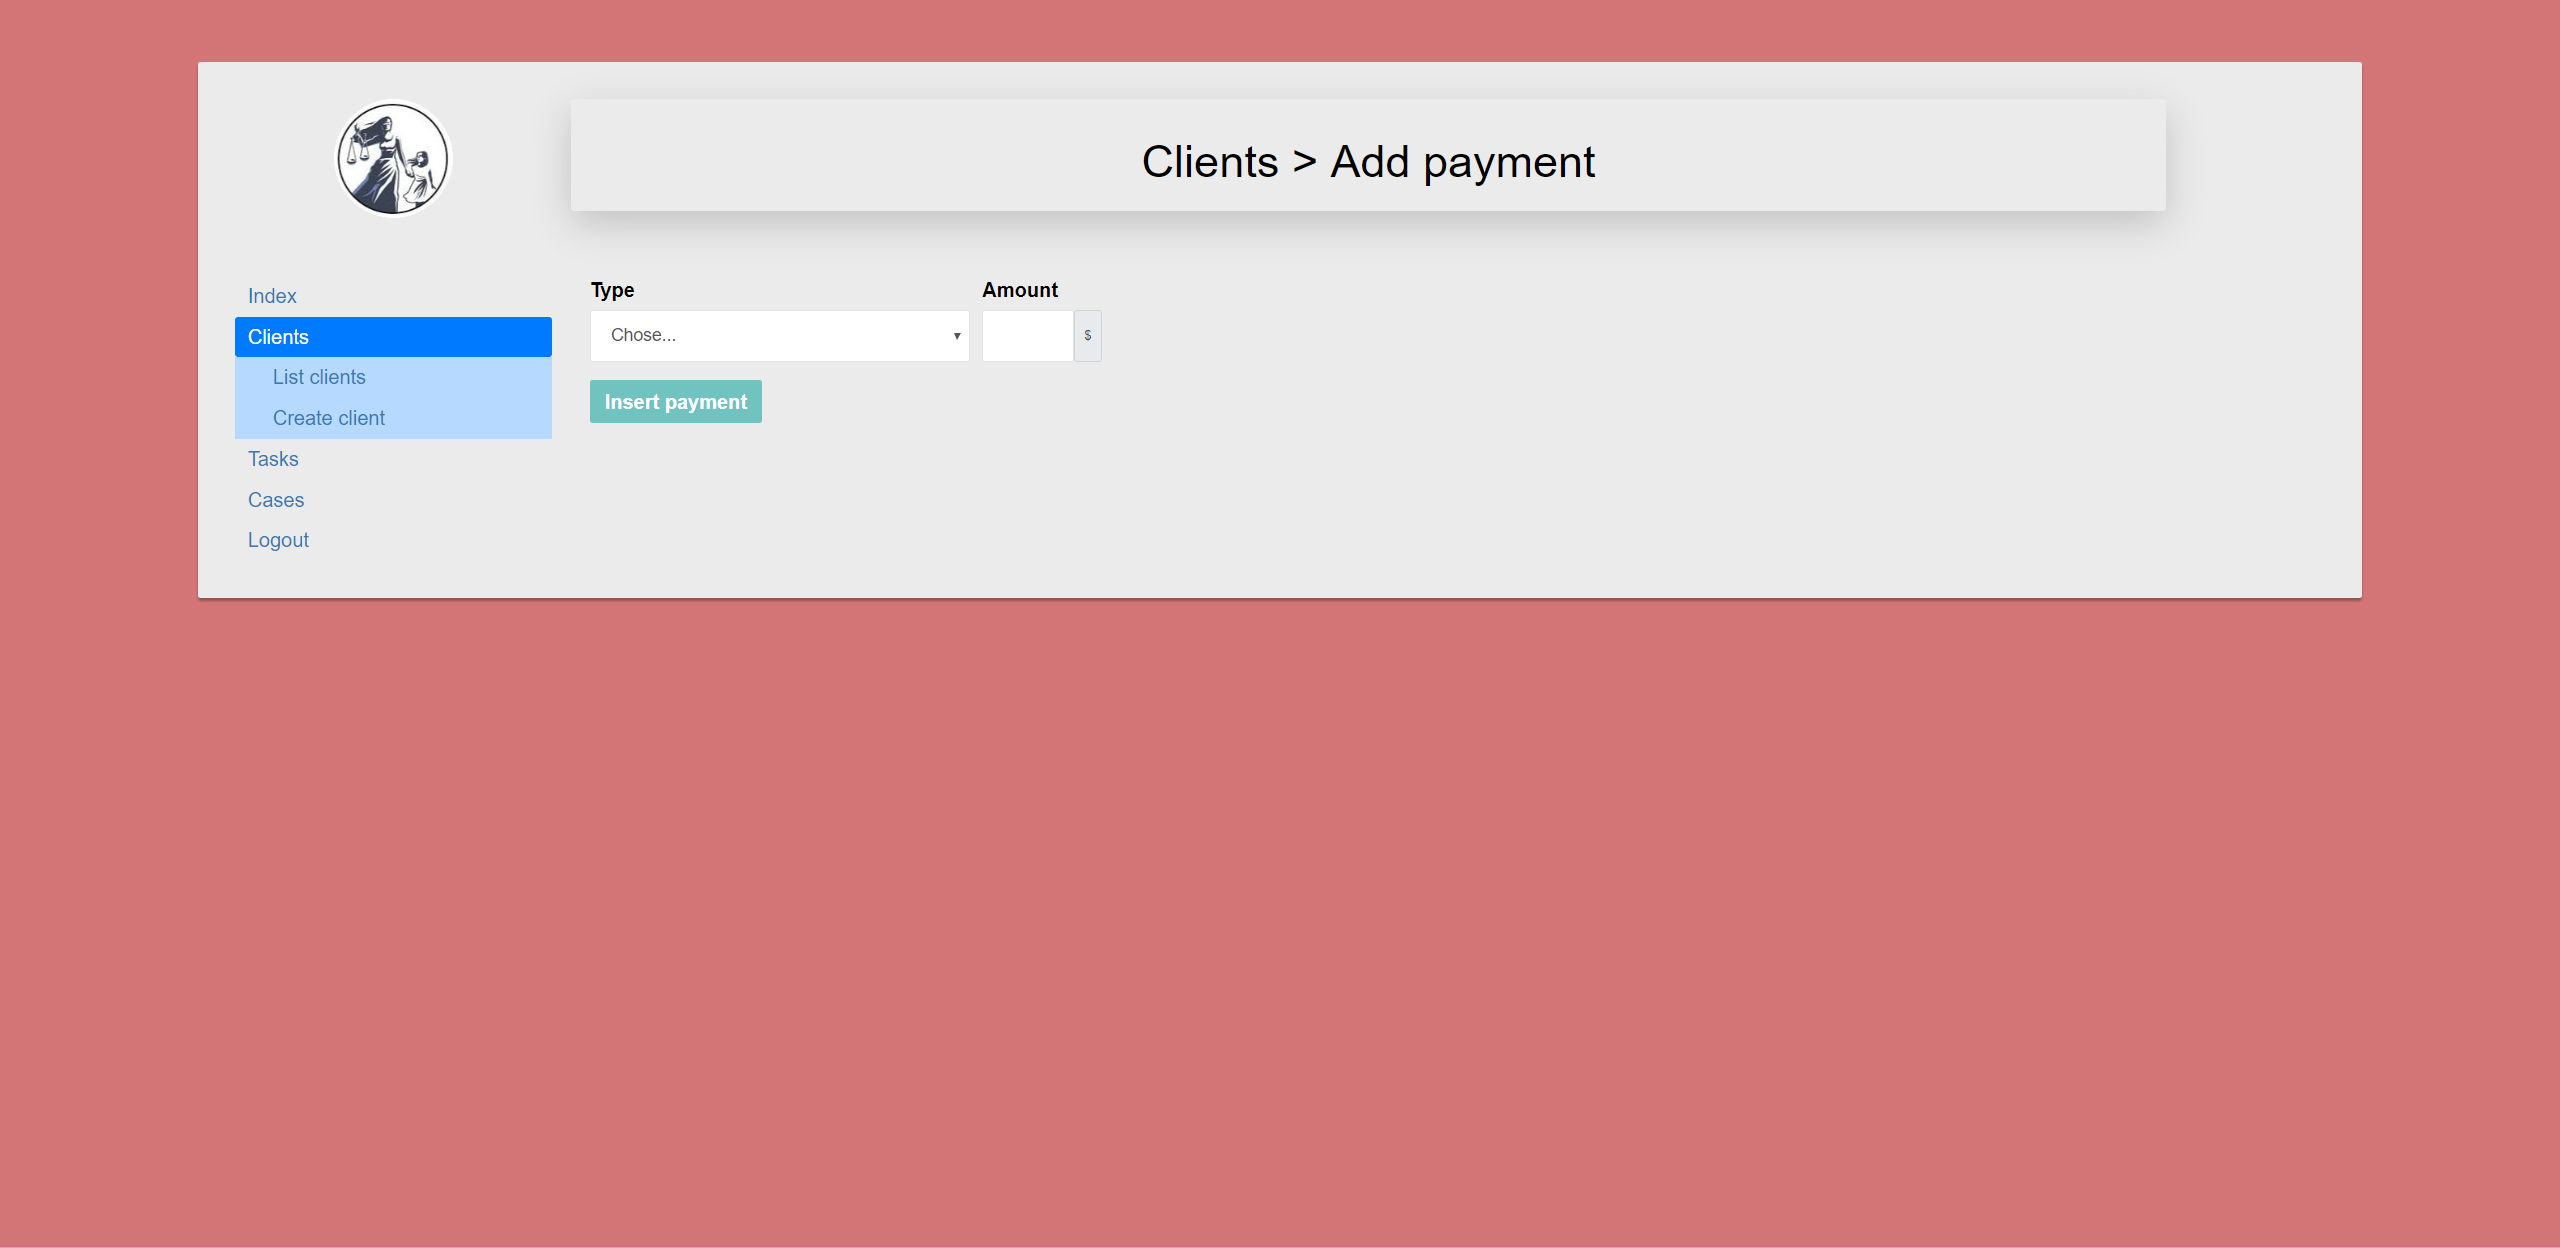 Clients > Add payment
Index
Clients
List clients
Create client
Tasks
Cases
Logout
Type
Amount
Chose...
$
Insert payment